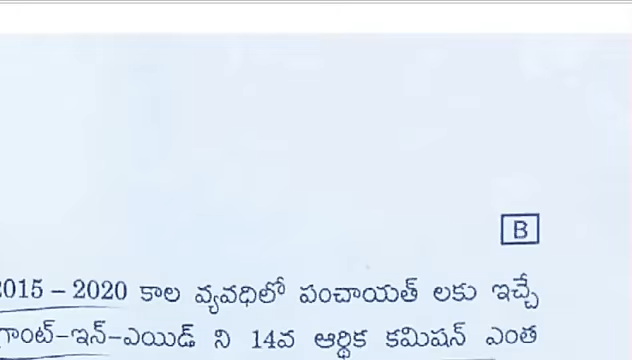 B
2015 – 2020 కాల వ్యవధిలో పంచాయత్ లకు ఇచ్చే
గ్రాంట్-ఇన్-ఎయిడ్ ని 14వ ఆర్థిక కమిషన్ ఎంత